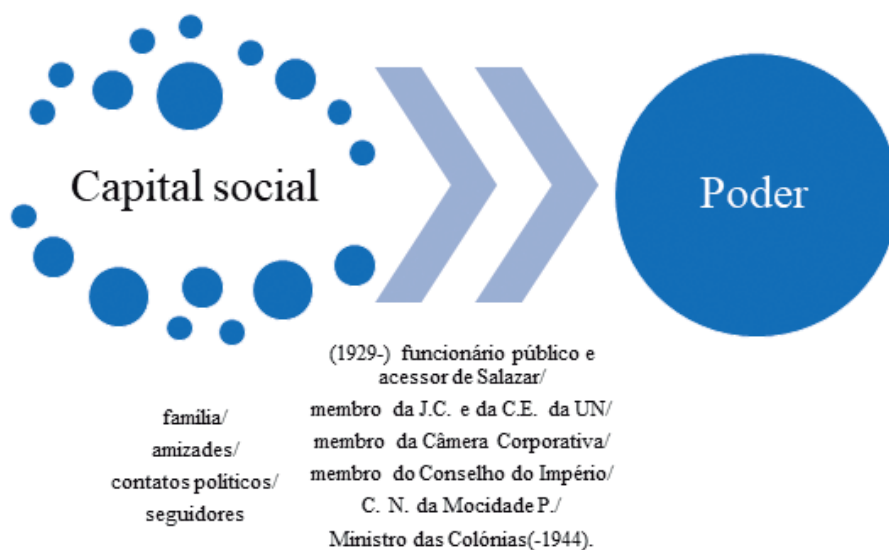 Capital social
Poder
família/
amizades/
contatos políticos/
seguidores
(1929-) funcionário público e
acessor de Salazar/
membro da J.C. e da C.E. da UN/
membro da Câmera Corporativa/
membro do Conselho do Império/
C. N. da Mocidade P./
Ministro das Colónias(-1944).